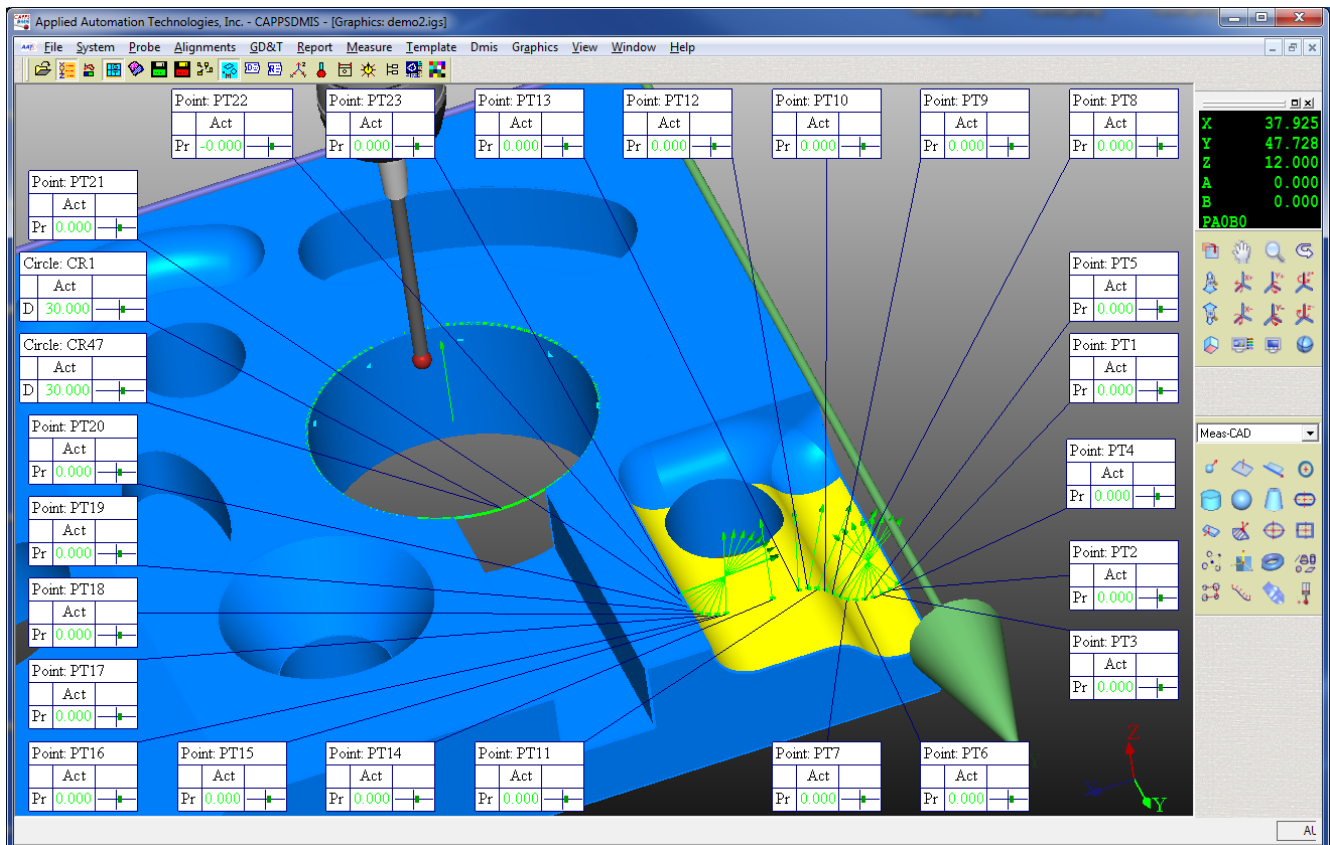 Applied Automation Technologies, Inc. - CAPPSDMIS - [Graphics: demo2.igs]
File System Probe Alignments GD&T Report Measure Template Dmis Graphics View Window Help
Point: PT22
Act
Pr -0.000
Point: PT23
Act
Pr 0.000
Point: PT13
Act
Pr 0.000
Point: PT12
Act
Pr 0.000
Point: PT10
Act
Pr 0.000
Point: PT9
Act
Pr 0.000
Point: PT8
Act
Pr 0.000
X 37.925
Y 47.728
Z 12.000
A 0.000
B 0.000
PA0B0
Point: PT21
Act
Pr 0.000
Circle: CR1
Act
D 30.000
Circle: CR47
Act
D 30.000
Point: PT20
Act
Pr 0.000
Point: PT19
Act
Pr 0.000
Point: PT18
Act
Pr 0.000
Point: PT17
Act
Pr 0.000
Point: PT16
Act
Pr 0.000
Point: PT15
Act
Pr 0.000
Point: PT14
Act
Pr 0.000
Point: PT11
Act
Pr 0.000
Point: PT7
Act
Pr 0.000
Point: PT6
Act
Pr 0.000
Point: PT5
Act
Pr 0.000
Point: PT1
Act
Pr 0.000
Point: PT4
Act
Pr 0.000
Point: PT2
Act
Pr 0.000
Point: PT3
Act
Pr 0.000
Meas-CAD
Z
X
Y